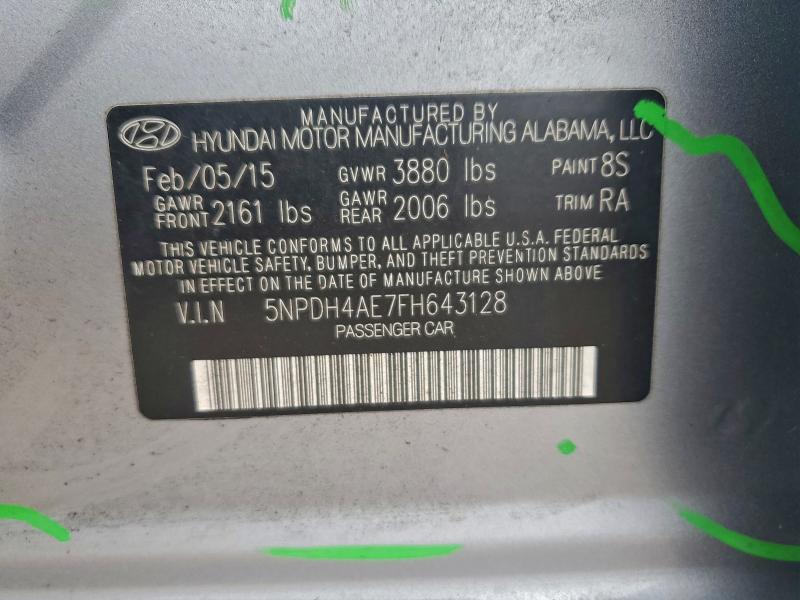 MANUFACTURED BY
HYUNDAI MOTOR MANUFACTURING ALABAMA, LLC
Feb/05/15 GVWR 3880 lbs PAINT 8S
GAWR FRONT 2161 lbs GAWR REAR 2006 lbs TRIM RA
THIS VEHICLE CONFORMS TO ALL APPLICABLE U.S.A. FEDERAL
MOTOR VEHICLE SAFETY, BUMPER, AND THEFT PREVENTION STANDARDS
IN EFFECT ON THE DATE OF MANUFACTURE SHOWN ABOVE
V.I.N 5NPDH4AE7FH643128
PASSENGER CAR